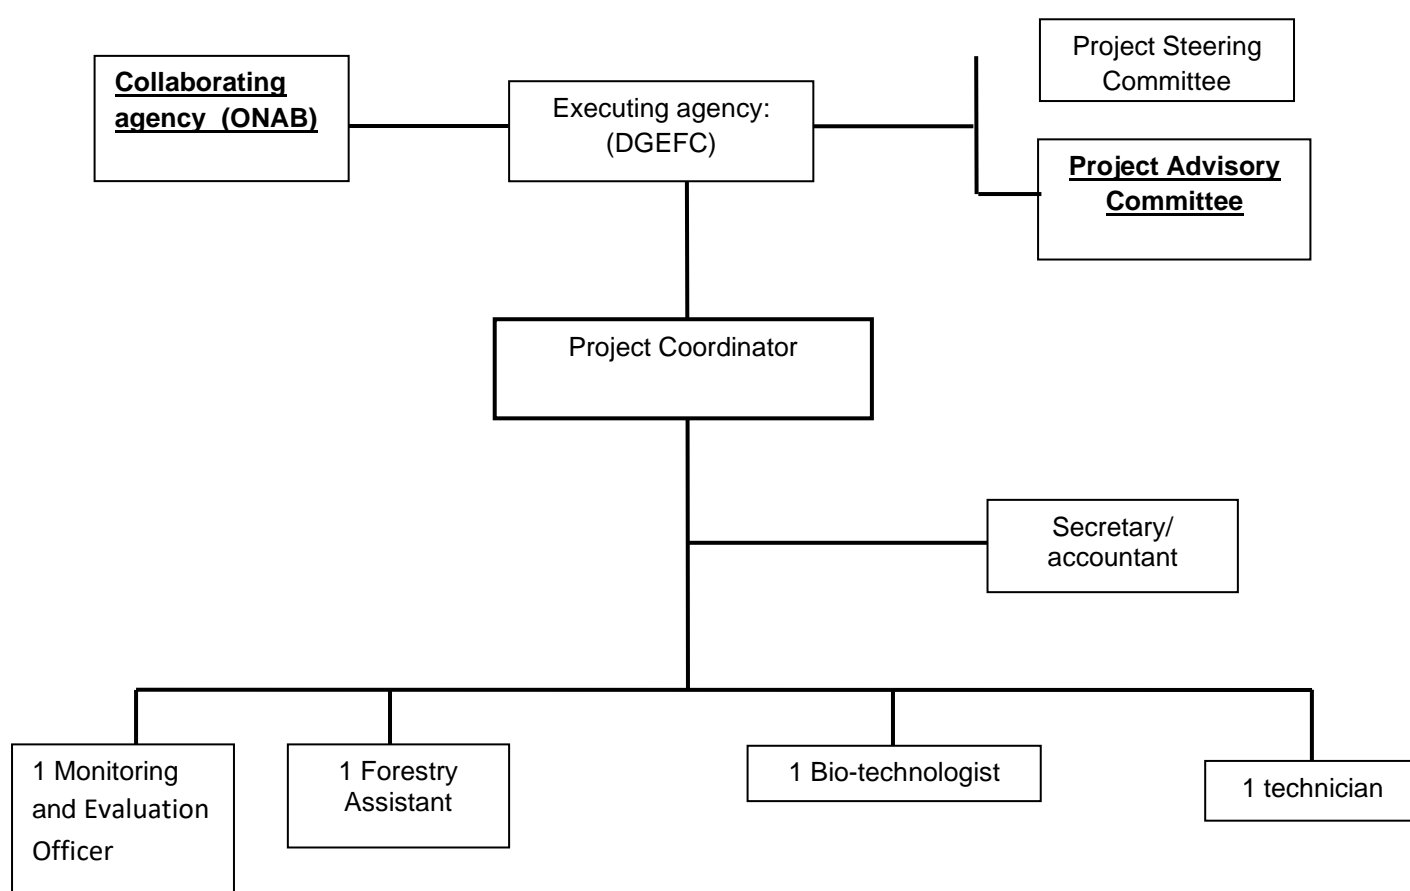 Collaborating
agency  (ONAB)
Executing agency:
(DGEFC)
Project Steering
Committee
Project Advisory
Committee
Project Coordinator
Secretary/
accountant
1 Monitoring
and Evaluation
Officer
1 Forestry
Assistant
1 Bio-technologist
1 technician